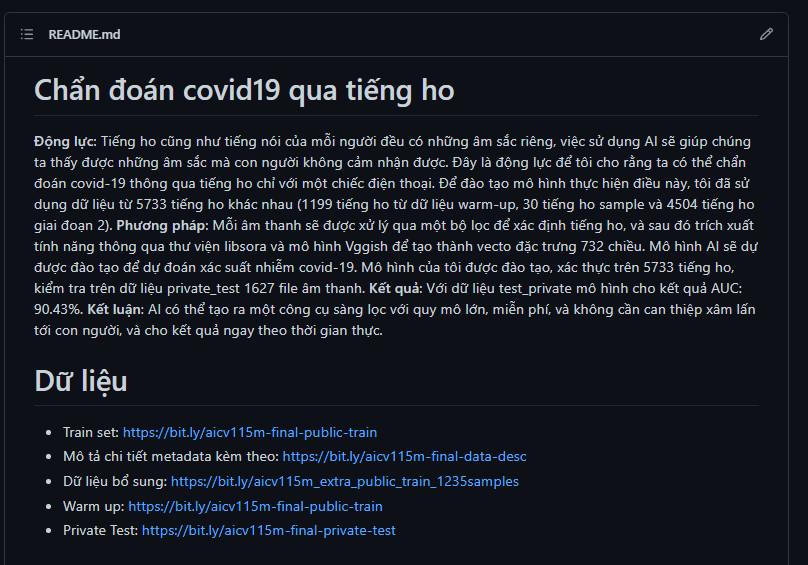 README.md
Chẩn đoán covid19 qua tiếng ho
Động lực: Tiếng ho cũng như tiếng nói của mỗi người đều có những âm sắc riêng, việc sử dụng AI sẽ giúp chúng
ta thấy được những âm sắc mà con người không cảm nhận được. Đây là động lực để tôi cho rằng ta có thể chẩn
đoán covid-19 thông qua tiếng ho chỉ với một chiếc điện thoại. Để đào tạo mô hình thực hiện điều này, tôi đã sử
dụng dữ liệu từ 5733 tiếng ho khác nhau (1199 tiếng ho từ dữ liệu warm-up, 30 tiếng ho sample và 4504 tiếng ho
giai đoạn 2). Phương pháp: Mỗi âm thanh sẽ được xử lý qua một bộ lọc để xác định tiếng ho, và sau đó trích xuất
tính năng thông qua thư viện libsora và mô hình Vggish để tạo thành vecto đặc trưng 732 chiều. Mô hình AI sẽ dự
được đào tạo để dự đoán xác suất nhiễm covid-19. Mô hình của tôi được đào tạo, xác thực trên 5733 tiếng ho,
kiểm tra trên dữ liệu private_test 1627 file âm thanh. Kết quả: Với dữ liệu test_private mô hình cho kết quả AUC:
90.43%. Kết luận: AI có thể tạo ra một công cụ sàng lọc với quy mô lớn, miễn phí, và không cần can thiệp xâm lấn
tới con người, và cho kết quả ngay theo thời gian thực.
Dữ liệu
Train set: https://bit.ly/aicv115m-final-public-train
Mô tả chi tiết metadata kèm theo: https://bit.ly/aicv115m-final-data-desc
Dữ liệu bổ sung: https://bit.ly/aicv115m_extra_public_train_1235samples
Warm up: https://bit.ly/aicv115m-final-public-train
Private Test: https://bit.ly/aicv115m-final-private-test